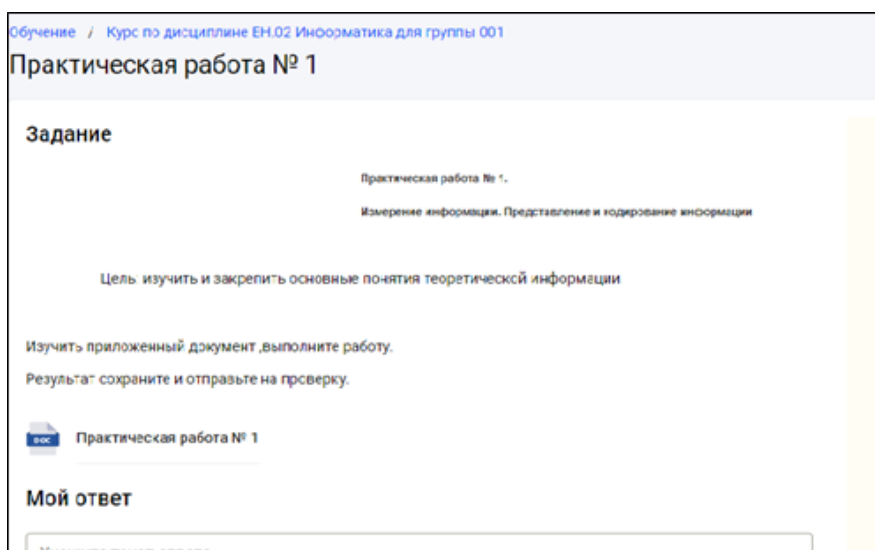 Обучение / Курс по дисциплине ЕН.02 Информатика для группы 001
Практическая работа № 1
Задание
Практическая работа № 1.
Измерение информации. Представление и кодирование информации
Цель: изучить и закрепить основные понятия теоретической информации
Изучить приложенный документ ,выполните работу.
Результат сохраните и отправьте на проверку.
DOC Практическая работа № 1
Мой ответ